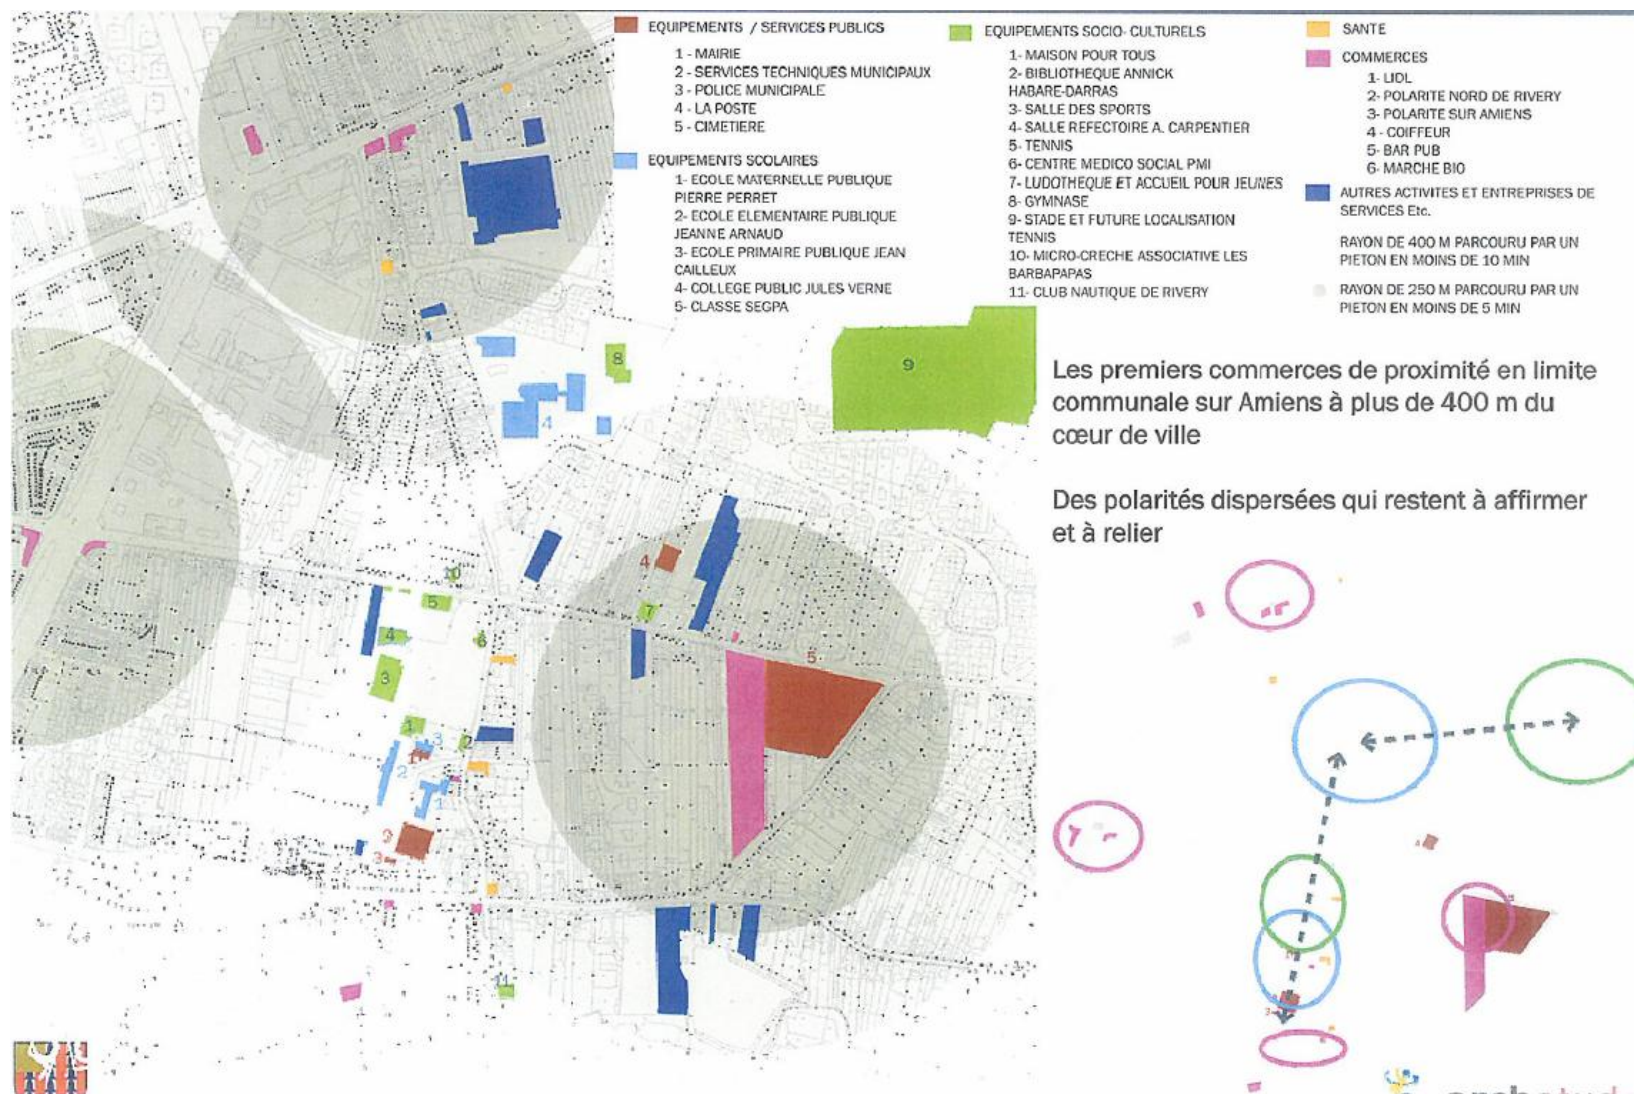 EQUIPEMENTS / SERVICES PUBLICS
1 - MAIRIE
2 - SERVICES TECHNIQUES MUNICIPAUX
3 - POLICE MUNICIPALE
4 - LA POSTE
5 - CIMETIERE
EQUIPEMENTS SCOLAIRES
1- ECOLE MATERNELLE PUBLIQUE
PIERRE PERRET
2- ECOLE ELEMENTAIRE PUBLIQUE
JEANNE ARNAUD
3- ECOLE PRIMAIRE PUBLIQUE JEAN
CAILLEUX
4- COLLEGE PUBLIC JULES VERNE
5- CLASSE SEGPA
EQUIPEMENTS SOCIO- CULTURELS
1- MAISON POUR TOUS
2- BIBLIOTHEQUE ANNICK
HABARE-DARRAS
3- SALLE DES SPORTS
4- SALLE REFECTOIRE A. CARPENTIER
5- TENNIS
6- CENTRE MEDICO SOCIAL PMI
7- LUDOTHEQUE ET ACCUEIL POUR JEUNES
8- GYMNASE
9- STADE ET FUTURE LOCALISATION
TENNIS
10- MICRO-CRECHE ASSOCIATIVE LES
BARBAPAPAS
11- CLUB NAUTIQUE DE RIVERY
SANTE
COMMERCES
1- LIDL
2- POLARITE NORD DE RIVERY
3- POLARITE SUR AMIENS
4 - COIFFEUR
5- BAR PUB
6- MARCHE BIO
AUTRES ACTIVITES ET ENTREPRISES DE
SERVICES Etc.
RAYON DE 400 M PARCOURU PAR UN
PIETON EN MOINS DE 10 MIN
RAYON DE 250 M PARCOURU PAR UN
PIETON EN MOINS DE 5 MIN
Les premiers commerces de proximité en limite
communale sur Amiens à plus de 400 m du
cœur de ville
Des polarités dispersées qui restent à affirmer
et à relier
8
9
4
4
10
5
7
4
6
5
3
1
3
2
1
2
1
3
11